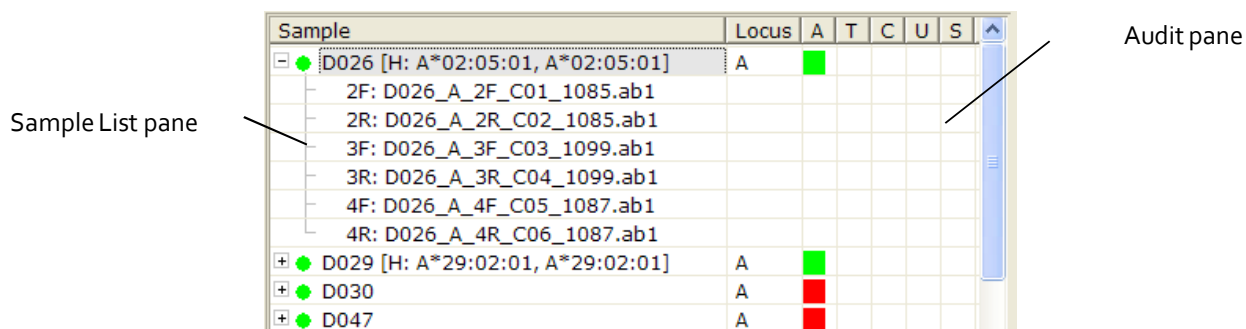 Sample Locus A T C U S
Audit pane
D026 [H: A*02:05:01, A*02:05:01] A
2F: D026_A_2F_C01_1085.ab1
Sample List pane
2R: D026_A_2R_C02_1085.ab1
3F: D026_A_3F_C03_1099.ab1
3R: D026_A_3R_C04_1099.ab1
4F: D026_A_4F_C05_1087.ab1
4R: D026_A_4R_C06_1087.ab1
D029 [H: A*29:02:01, A*29:02:01] A
D030 A
D047 A